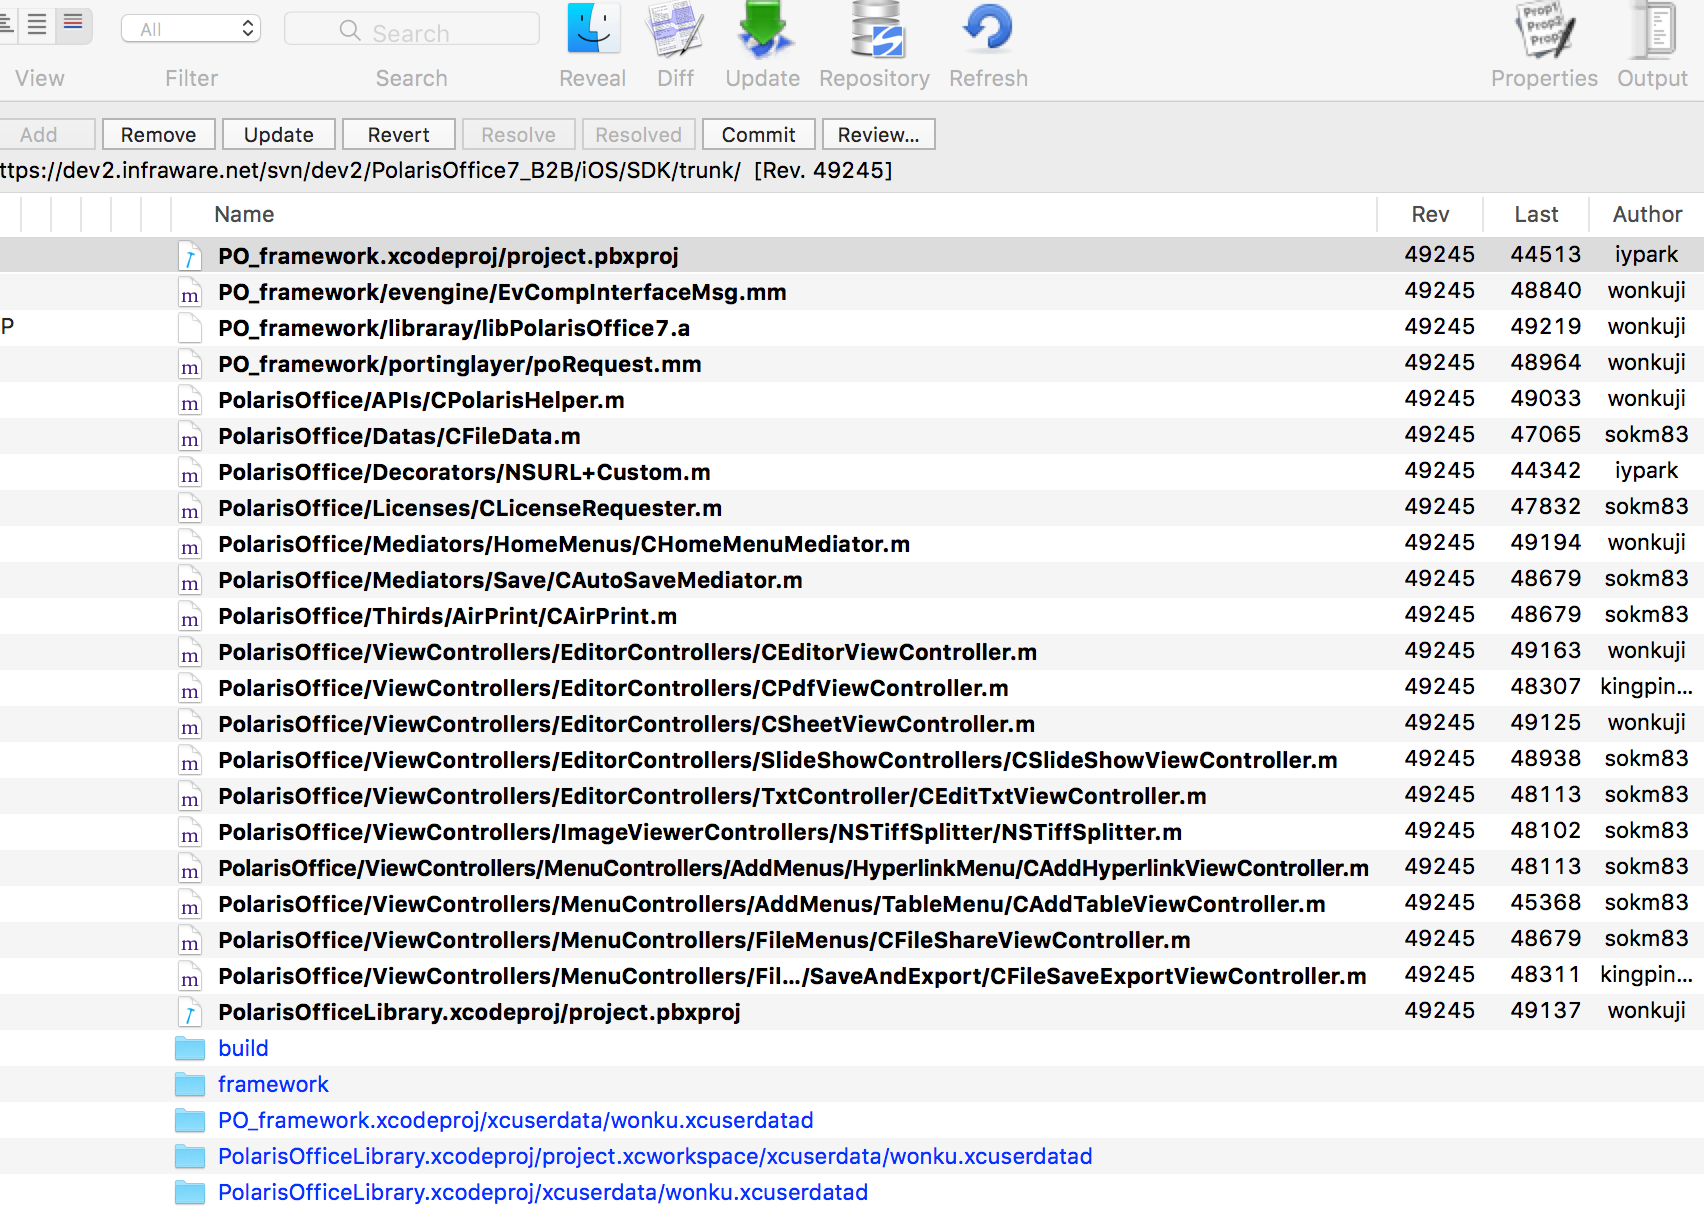 All
Search
Prop1
Prop2
Prop
View Filter Search Reveal Diff Update Repository Refresh Properties Output
Add Remove Update Revert Resolve Resolved Commit Review...
ttps://dev2.infraware.net/svn/dev2/PolarisOffice7_B2B/iOS/SDK/trunk/ [Rev. 49245]
Name Rev Last Author
PO_framework.xcodeproj/project.pbxproj 49245 44513 iypark
m PO_framework/evengine/EvCompInterfaceMsg.mm 49245 48840 wonkuji
P PO_framework/libraray/libPolarisOffice7.a 49245 49219 wonkuji
m PO_framework/portinglayer/poRequest.mm 49245 48964 wonkuji
m PolarisOffice/APIs/CPolarisHelper.m 49245 49033 wonkuji
m PolarisOffice/Datas/CFileData.m 49245 47065 sokm83
m PolarisOffice/Decorators/NSURL+Custom.m 49245 44342 iypark
m PolarisOffice/Licenses/CLicenseRequester.m 49245 47832 sokm83
m PolarisOffice/Mediators/HomeMenus/CHomeMenuMediator.m 49245 49194 wonkuji
m PolarisOffice/Mediators/Save/CAutoSaveMediator.m 49245 48679 sokm83
m PolarisOffice/Thirds/AirPrint/CAirPrint.m 49245 48679 sokm83
m PolarisOffice/ViewControllers/EditorControllers/CEditorViewController.m 49245 49163 wonkuji
m PolarisOffice/ViewControllers/EditorControllers/CPdfViewController.m 49245 48307 kingpin...
m PolarisOffice/ViewControllers/EditorControllers/CSheetViewController.m 49245 49125 wonkuji
m PolarisOffice/ViewControllers/EditorControllers/SlideShowControllers/CSlideShowViewController.m 49245 48938 sokm83
m PolarisOffice/ViewControllers/EditorControllers/TxtController/CEditTxtViewController.m 49245 48113 sokm83
m PolarisOffice/ViewControllers/ImageViewerControllers/NSTiffSplitter/NSTiffSplitter.m 49245 48102 sokm83
m PolarisOffice/ViewControllers/MenuControllers/AddMenus/HyperlinkMenu/CAddHyperlinkViewController.m 49245 48113 sokm83
m PolarisOffice/ViewControllers/MenuControllers/AddMenus/TableMenu/CAddTableViewController.m 49245 45368 sokm83
m PolarisOffice/ViewControllers/MenuControllers/FileMenus/CFileShareViewController.m 49245 48679 sokm83
m PolarisOffice/ViewControllers/MenuControllers/Fil.../SaveAndExport/CFileSaveExportViewController.m 49245 48311 kingpin...
PolarisOfficeLibrary.xcodeproj/project.pbxproj 49245 49137 wonkuji
build
framework
PO_framework.xcodeproj/xcuserdata/wonku.xcuserdatad
PolarisOfficeLibrary.xcodeproj/project.xcworkspace/xcuserdata/wonku.xcuserdatad
PolarisOfficeLibrary.xcodeproj/xcuserdata/wonku.xcuserdatad